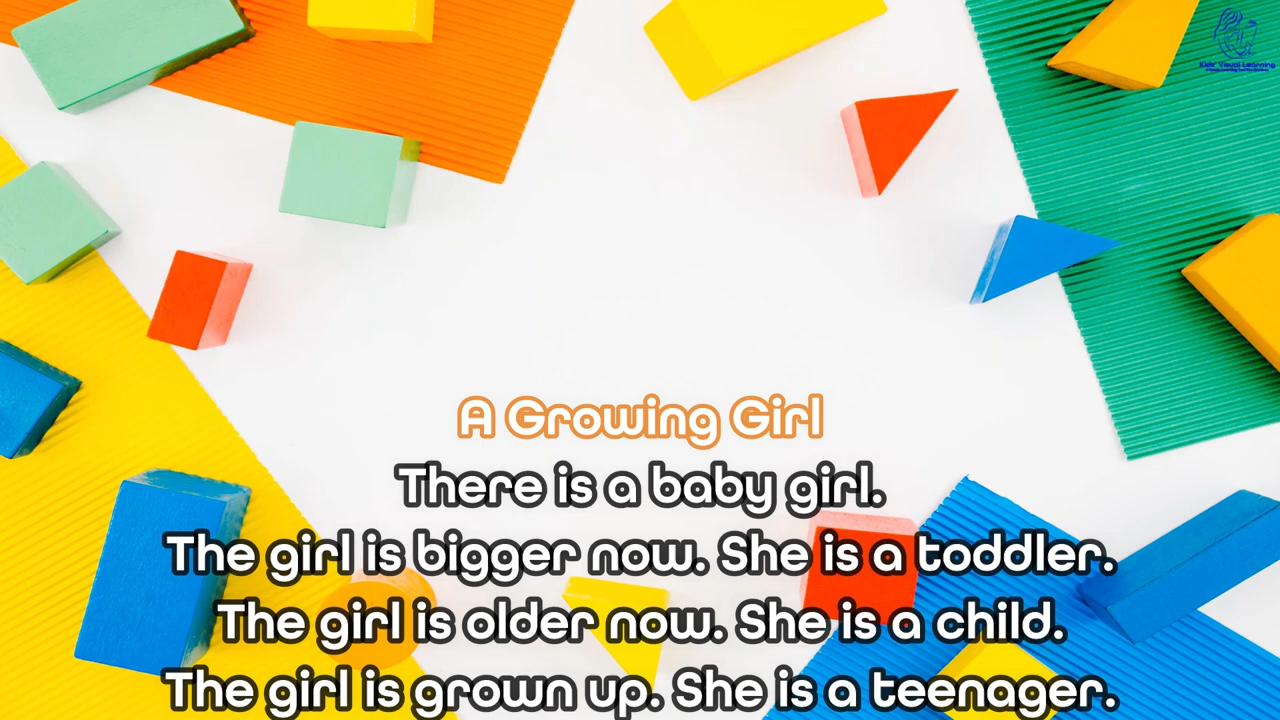 Kids' Visual Learning
A Growing Girl
There is a baby girl.
The girl is bigger now. She is a toddler.
The girl is older now. She is a child.
The girl is grown up. She is a teenager.